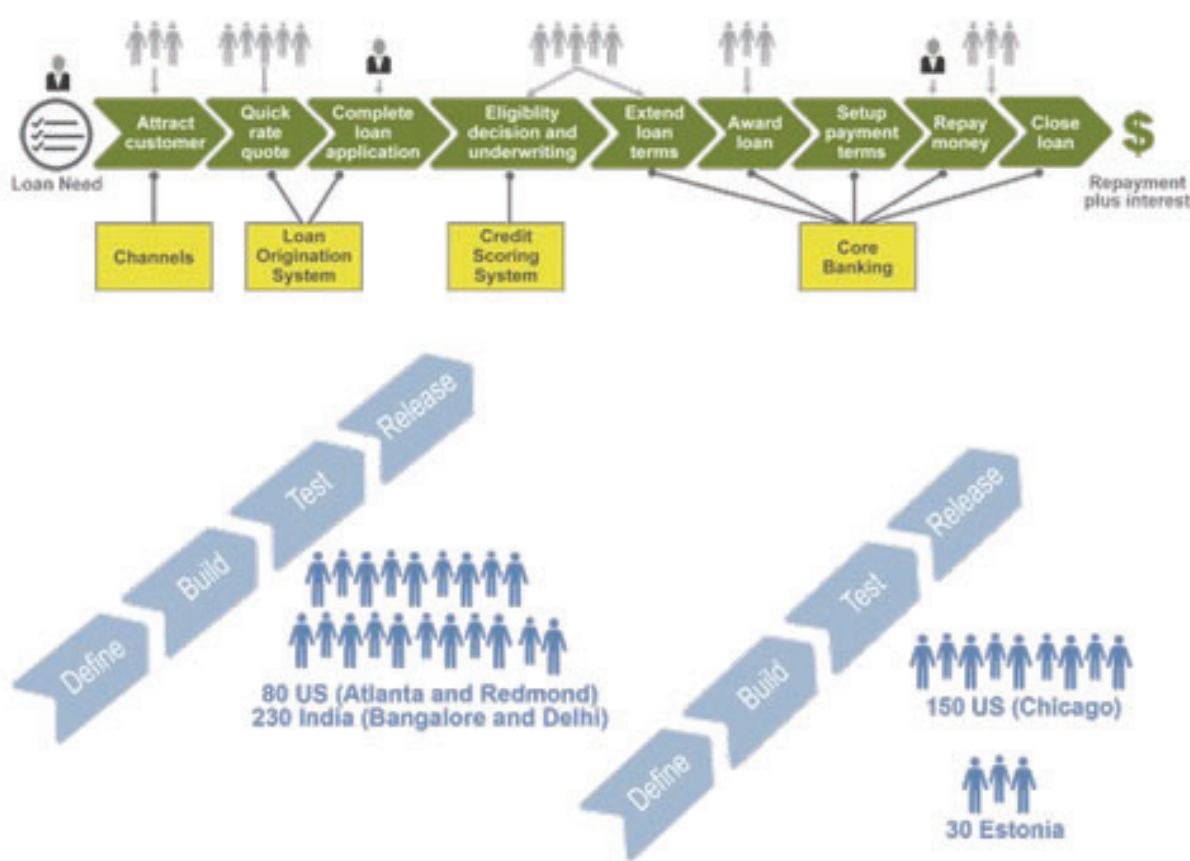 Attract
customer
Quick
rate
quote
Complete
loan
application
Eligiblity
decision and
underwriting
Extend
loan
terms
Award
loan
Setup
payment
terms
Repay
money
Close
loan
$
Loan Need
Repayment
plus interest
Channels
Loan
Origination
System
Credit
Scoring
System
Core
Banking
Define
Build
Test
Release
80 US (Atlanta and Redmond)
230 India (Bangalore and Delhi)
Define
Build
Test
Release
150 US (Chicago)
30 Estonia